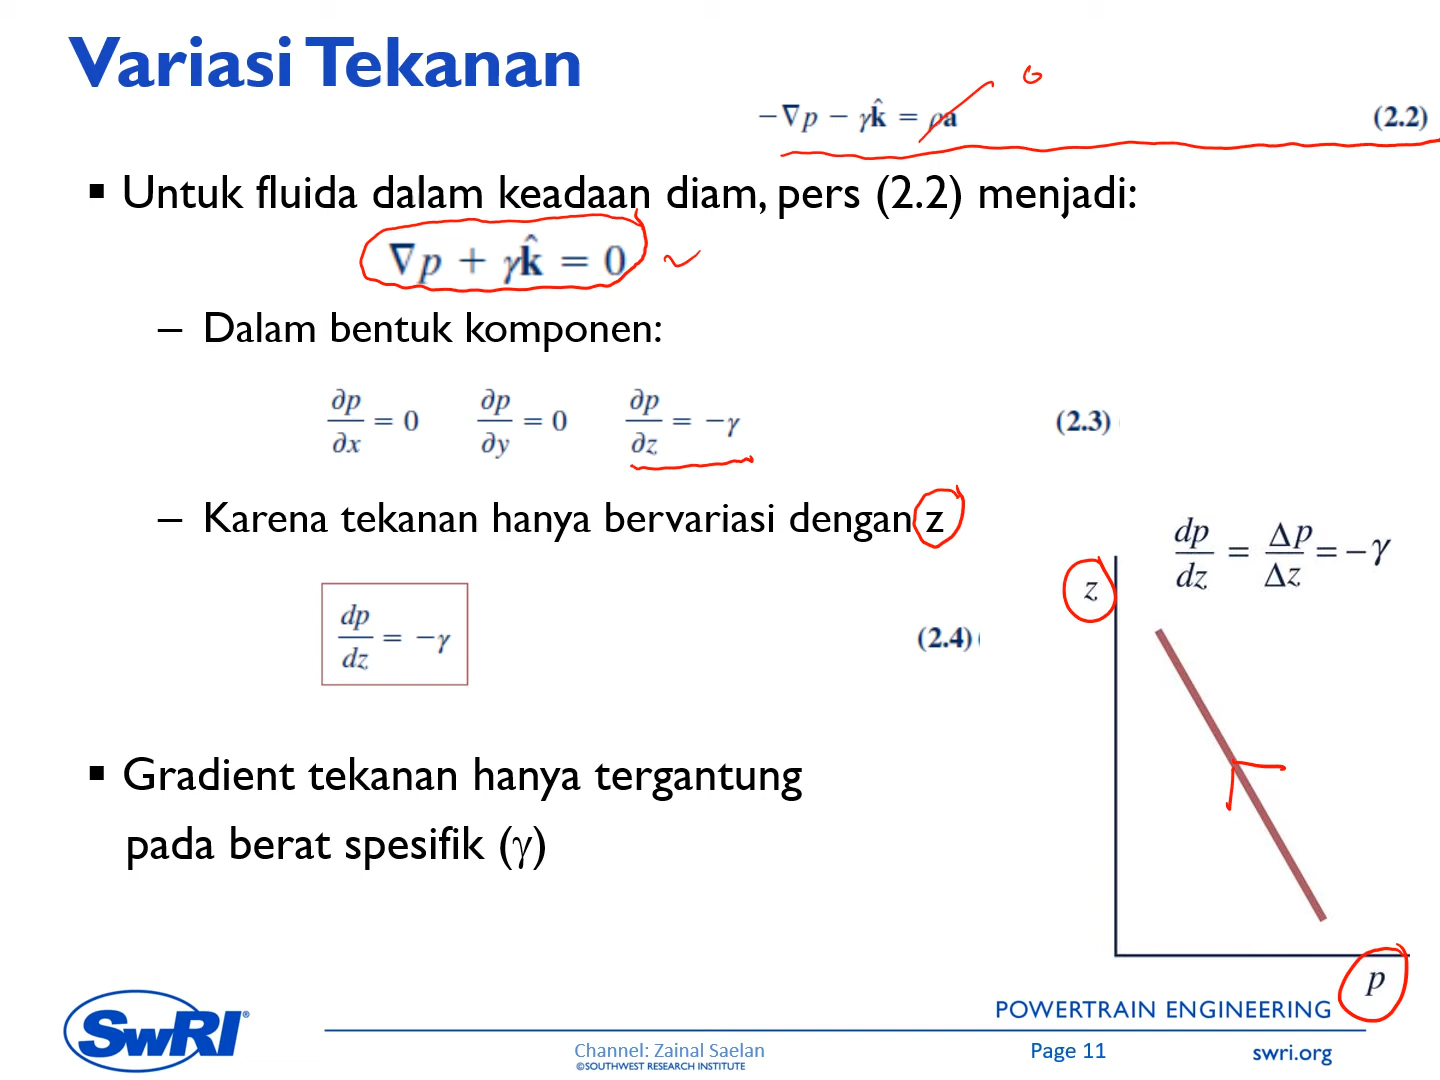 Variasi Tekanan
0
−∇p − γk̂ = ρa (2.2)
▪ Untuk fluida dalam keadaan diam, pers (2.2) menjadi:
∇p + γk̂ = 0
– Dalam bentuk komponen:
∂p/∂x = 0 ∂p/∂y = 0 ∂p/∂z = −γ (2.3)
– Karena tekanan hanya bervariasi dengan z
dp/dz = Δp/Δz = −γ
z
dp/dz = −γ (2.4)
▪ Gradient tekanan hanya tergantung
pada berat spesifik (γ)
p
SwRI®
POWERTRAIN ENGINEERING
Channel: Zainal Saelan
©SOUTHWEST RESEARCH INSTITUTE
Page 11
swri.org